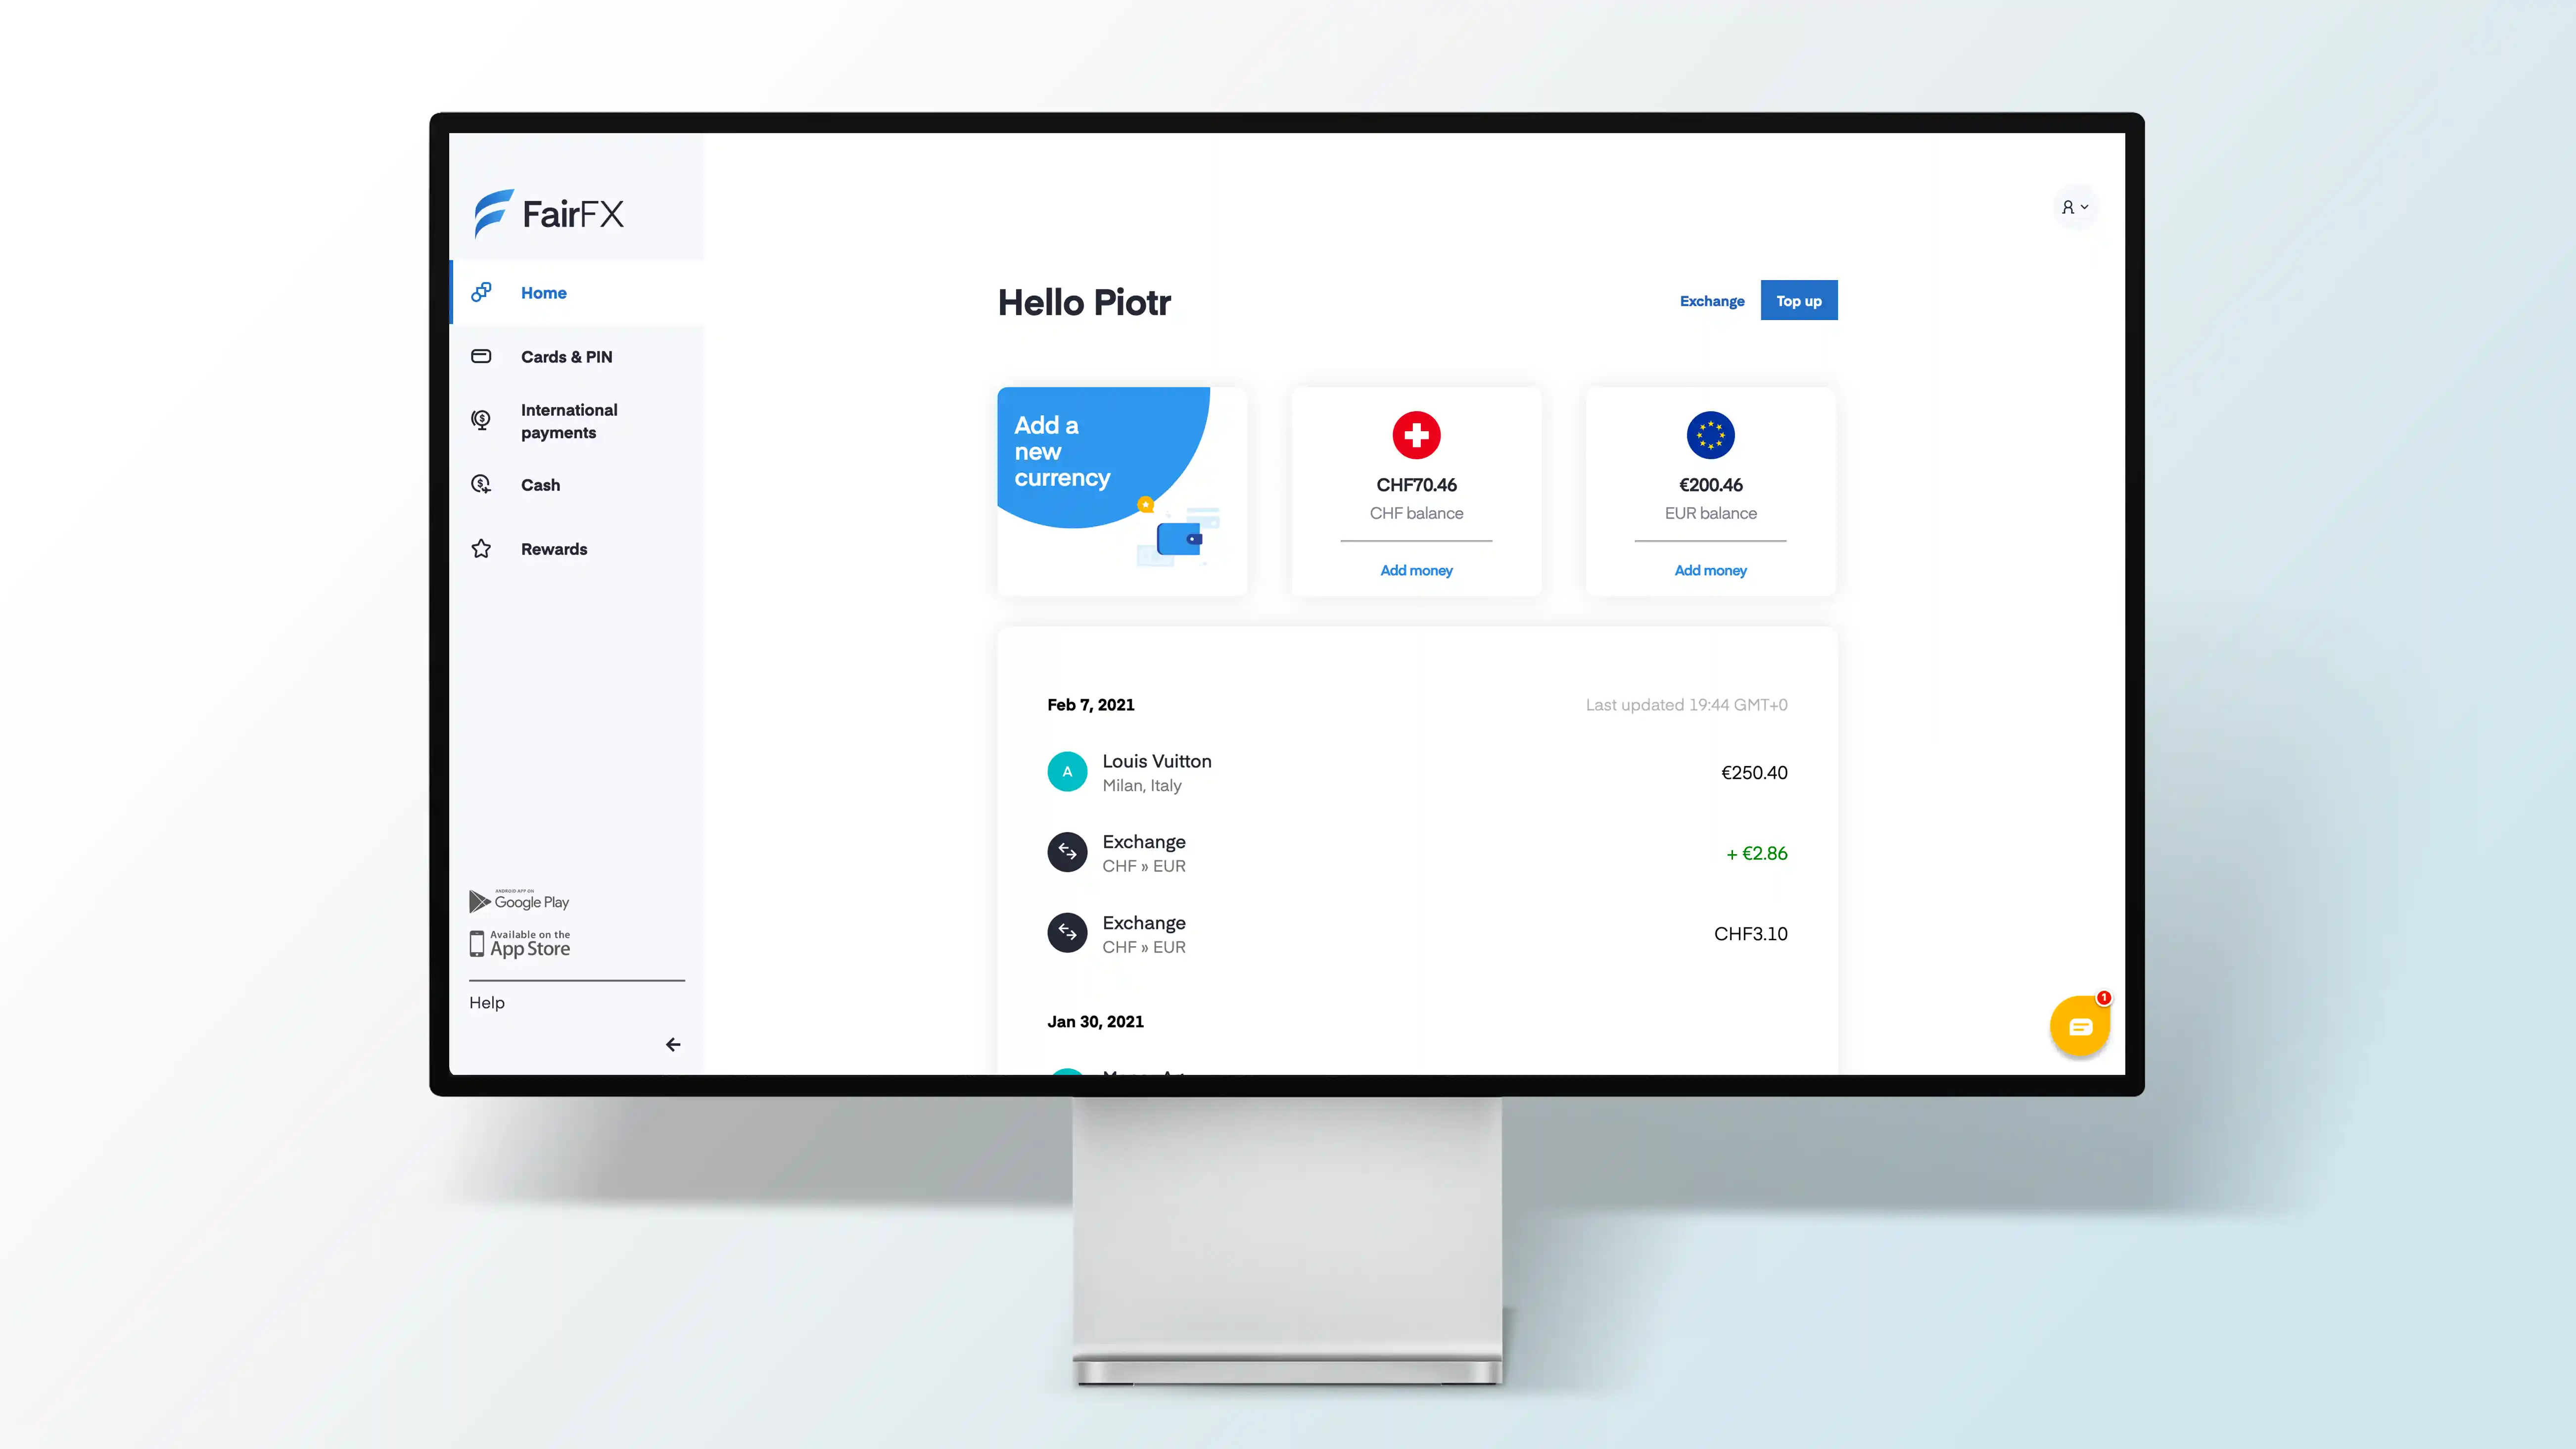 FairFX
Home
Cards & PIN
International
payments
Cash
Rewards
ANDROID APP ON
Google Play
Available on the
App Store
Help
Hello Piotr
Exchange
Top up
Add a
new
currency
CHF70.46
CHF balance
Add money
€200.46
EUR balance
Add money
Feb 7, 2021
Last updated 19:44 GMT+0
A
Louis Vuitton
Milan, Italy
€250.40
Exchange
CHF » EUR
+ €2.86
Exchange
CHF » EUR
CHF3.10
Jan 30, 2021
1